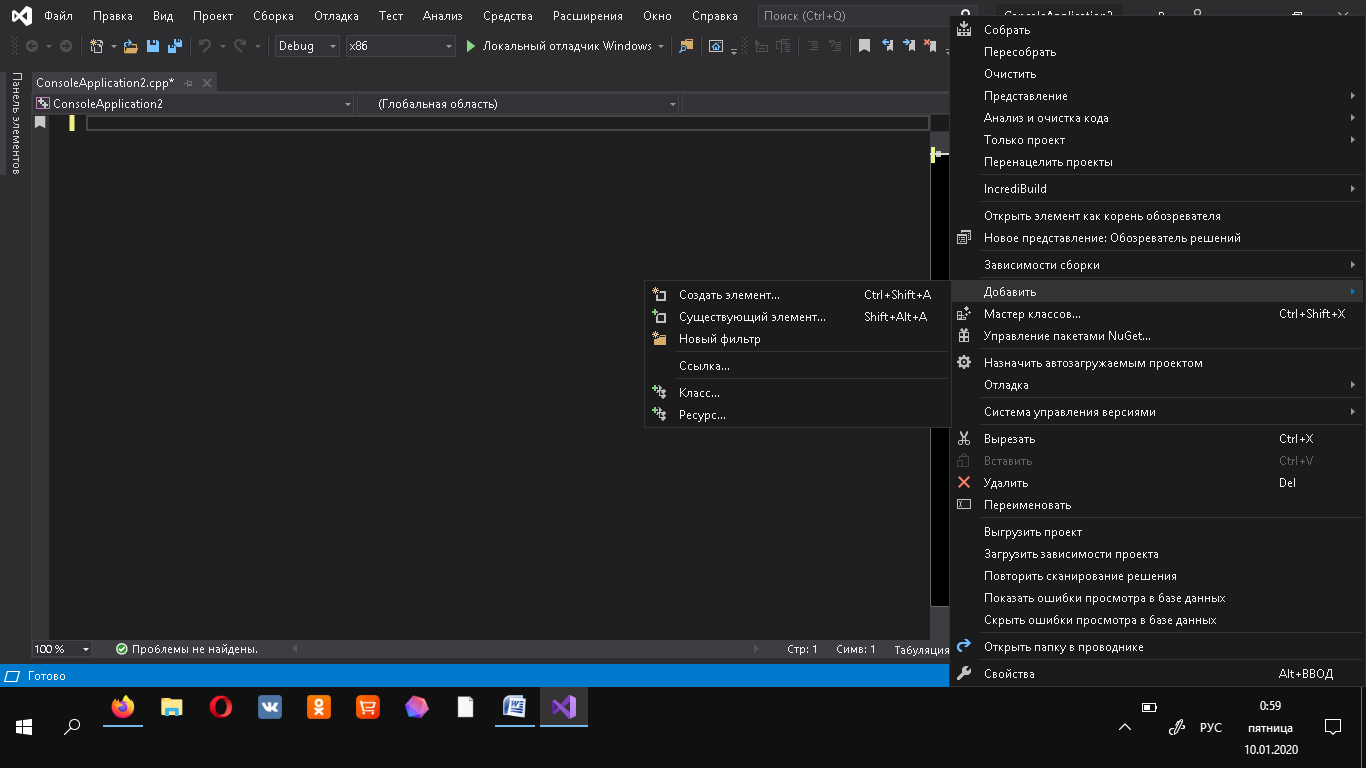 Файл Правка Вид Проект Сборка Отладка Тест Анализ Средства Расширения Окно Справка Поиск (Ctrl+Q)
Debug x86 Локальный отладчик Windows
Панель элементов
ConsoleApplication2.cpp*
ConsoleApplication2 (Глобальная область)
Собрать
Пересобрать
Очистить
Представление
Анализ и очистка кода
Только проект
Перенацелить проекты
IncrediBuild
Открыть элемент как корень обозревателя
Новое представление: Обозреватель решений
Зависимости сборки
Добавить
Мастер классов... Ctrl+Shift+X
Управление пакетами NuGet...
Назначить автозагружаемым проектом
Отладка
Система управления версиями
Вырезать Ctrl+X
Вставить Ctrl+V
Удалить Del
Переименовать
Выгрузить проект
Загрузить зависимости проекта
Повторить сканирование решения
Показать ошибки просмотра в базе данных
Скрыть ошибки просмотра в базе данных
Открыть папку в проводнике
Свойства Alt+ВВОД
Создать элемент... Ctrl+Shift+A
Существующий элемент... Shift+Alt+A
Новый фильтр
Ссылка...
Класс...
Ресурс...
100 % Проблемы не найдены. Стр: 1 Симв: 1 Табуляция
Готово
РУС
0:59
пятница
10.01.2020